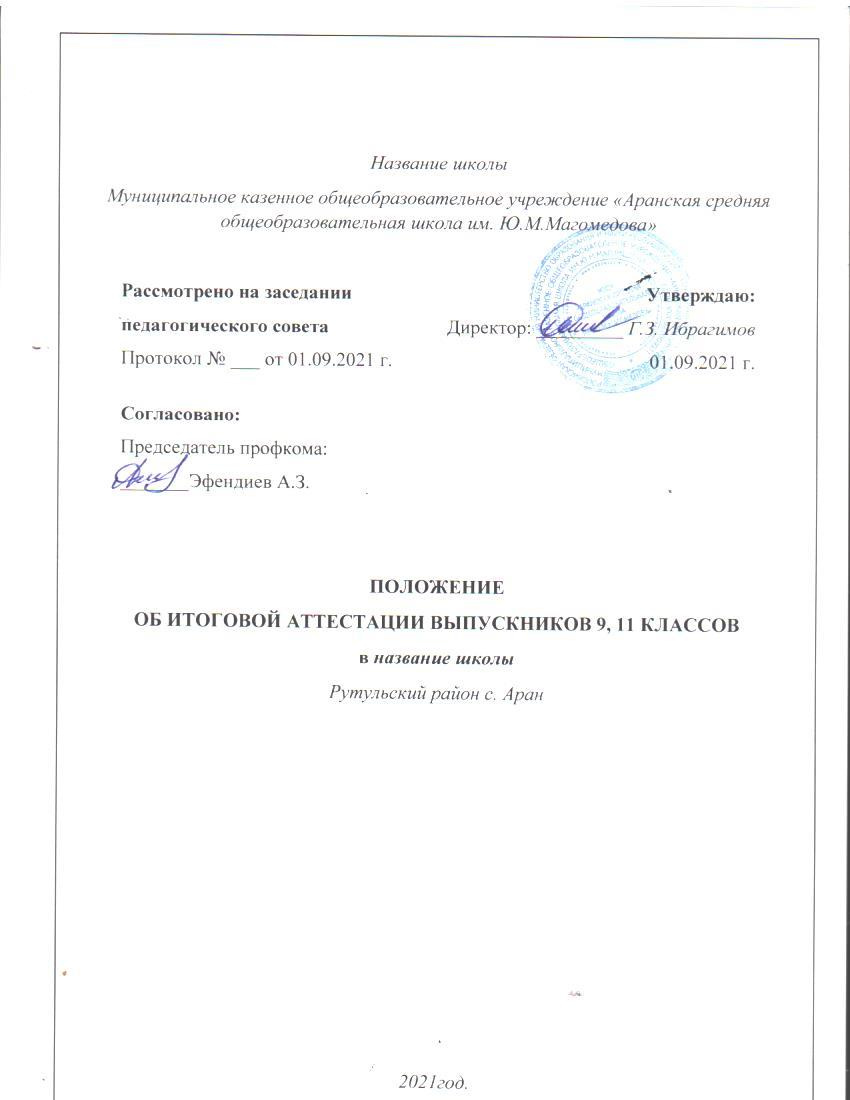 Название школы
Муниципальное казенное общеобразовательное учреждение «Аранская средняя
общеобразовательная школа им. Ю.М.Магомедова»
Рассмотрено на заседании
Утверждаю:
педагогического совета
Директор: _________ Г.З. Ибрагимов
Протокол № ___ от 01.09.2021 г.
01.09.2021 г.
Согласовано:
Председатель профкома:
_______Эфендиев А.З.
ПОЛОЖЕНИЕ
ОБ ИТОГОВОЙ АТТЕСТАЦИИ ВЫПУСКНИКОВ 9, 11 КЛАССОВ
в название школы
Рутульский район с. Аран
2021год.